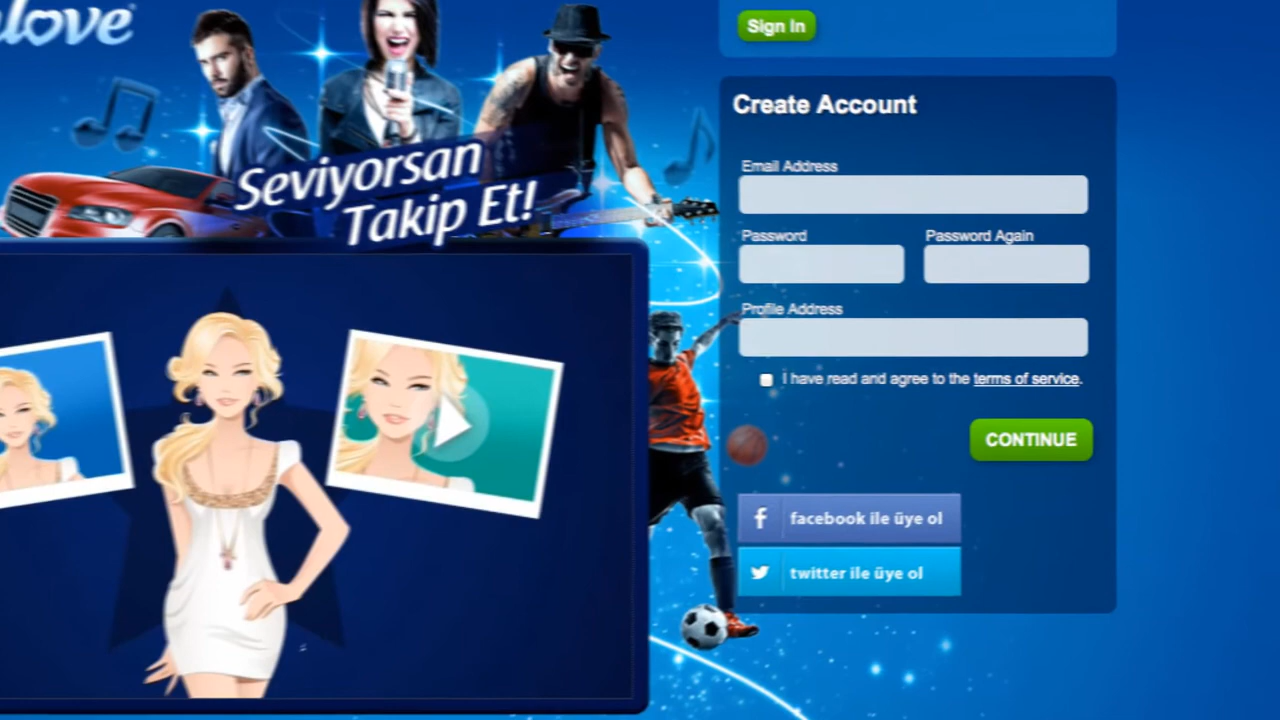 Sign In
Create Account
Email Address
Password
Password Again
Profile Address
I have read and agree to the terms of service.
CONTINUE
facebook ile üye ol
twitter ile üye ol
Seviyorsan
Takip Et!